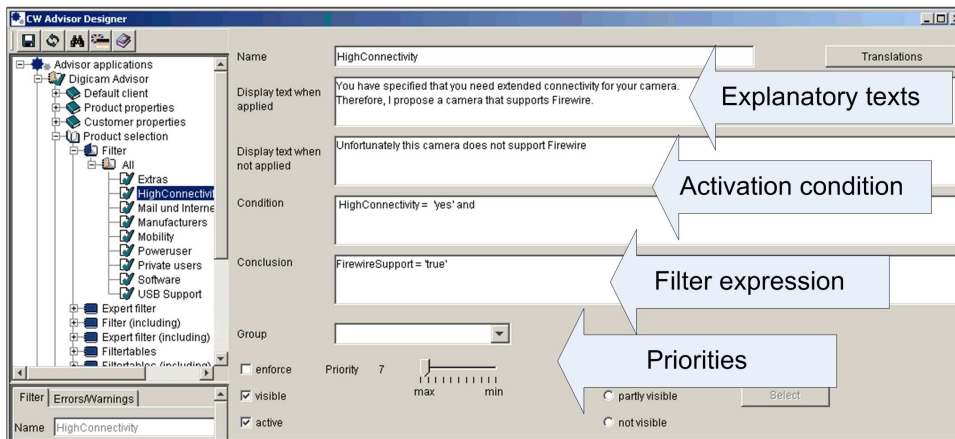 CW Advisor Designer
Advisor applications
Digicam Advisor
Default client
Product properties
Customer properties
Product selection
Filter
All
Extras
HighConnectivit
Mail und Interne
Manufacturers
Mobility
Poweruser
Private users
Software
USB Support
Expert filter
Filter (including)
Expert filter (including)
Filtertables
Filtertables (including)
Filter
Errors/Warnings
Name HighConnectivity
Name HighConnectivity
Translations
Display text when applied
You have specified that you need extended connectivity for your camera.
Therefore, I propose a camera that supports Firewire.
Explanatory texts
Display text when not applied
Unfortunately this camera does not support Firewire
Activation condition
Condition
HighConnectivity = 'yes' and
Conclusion
FirewireSupport = 'true'
Filter expression
Group
Priorities
enforce Priority 7
max min
visible
partly visible
Select
active
not visible